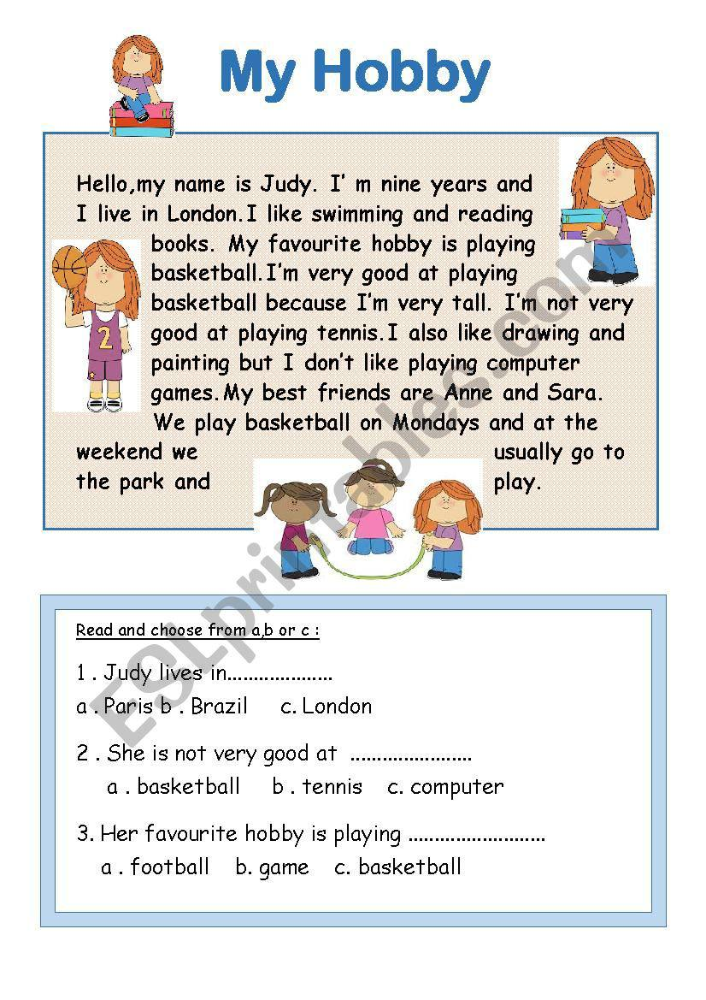 My Hobby
Hello,my name is Judy. I' m nine years and
I live in London.I like swimming and reading
books. My favourite hobby is playing
basketball.I'm very good at playing
basketball because I'm very tall. I'm not very
good at playing tennis.I also like drawing and
painting but I don't like playing computer
games.My best friends are Anne and Sara.
We play basketball on Mondays and at the
weekend we usually go to
the park and play.
2
Read and choose from a,b or c :
1 . Judy lives in....................
a . Paris b . Brazil c. London
2 . She is not very good at .......................
a . basketball b . tennis c. computer
3. Her favourite hobby is playing ..........................
a . football b. game c. basketball
ESLprintables.com